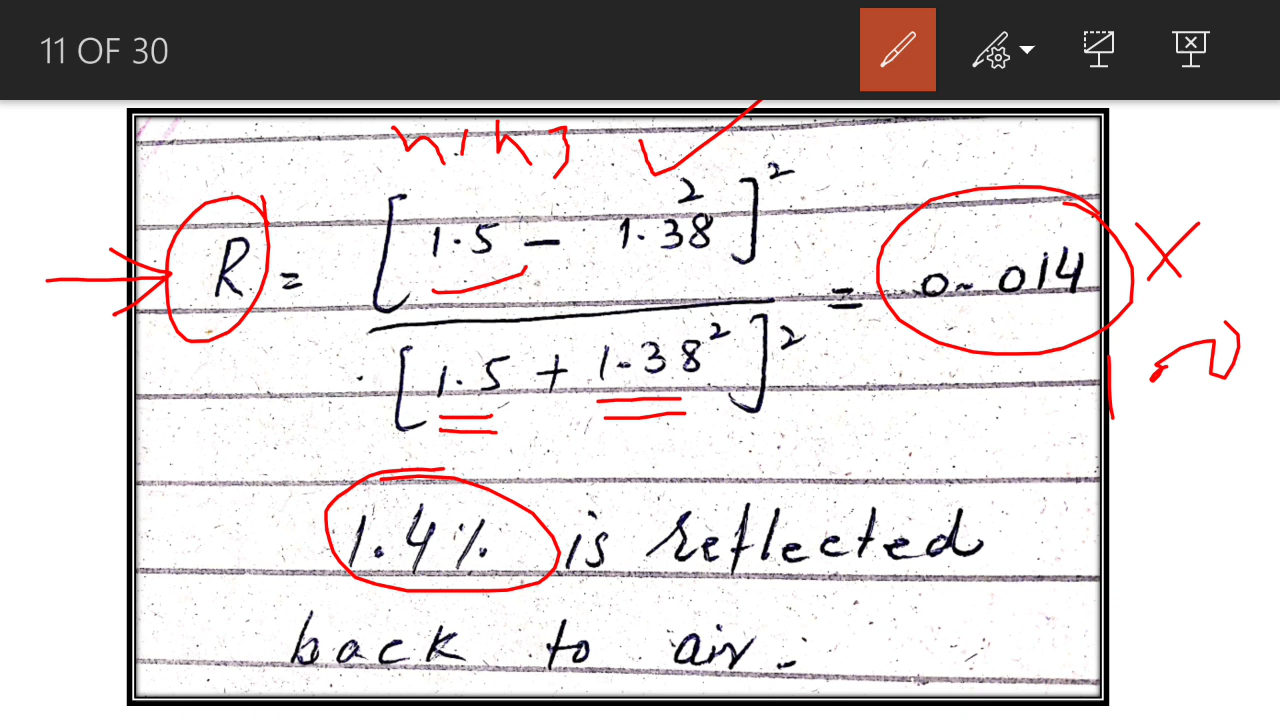 11 OF 30
n1n3
R = [1.5 - 1.38²]² / [1.5 + 1.38²]² = 0.014 X
1.4% is reflected
back to air.